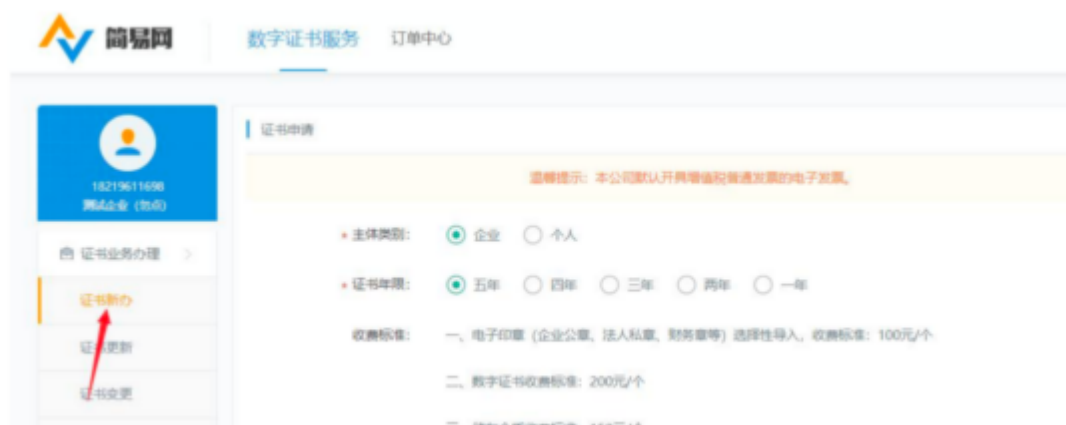 简易网
数字证书服务 订单中心
18219611698
测试企业（勿动）
证书业务办理
证书新办
证书更新
证书变更
证书申请
温馨提示：本公司默认开具增值税普通发票的电子发票。
* 主体类别： 企业 个人
* 证书年限： 五年 四年 三年 两年 一年
收费标准： 一、电子印章（企业公章、法人私章、财务章等）选择性导入，收费标准：100元/个
二、数字证书收费标准：200元/个